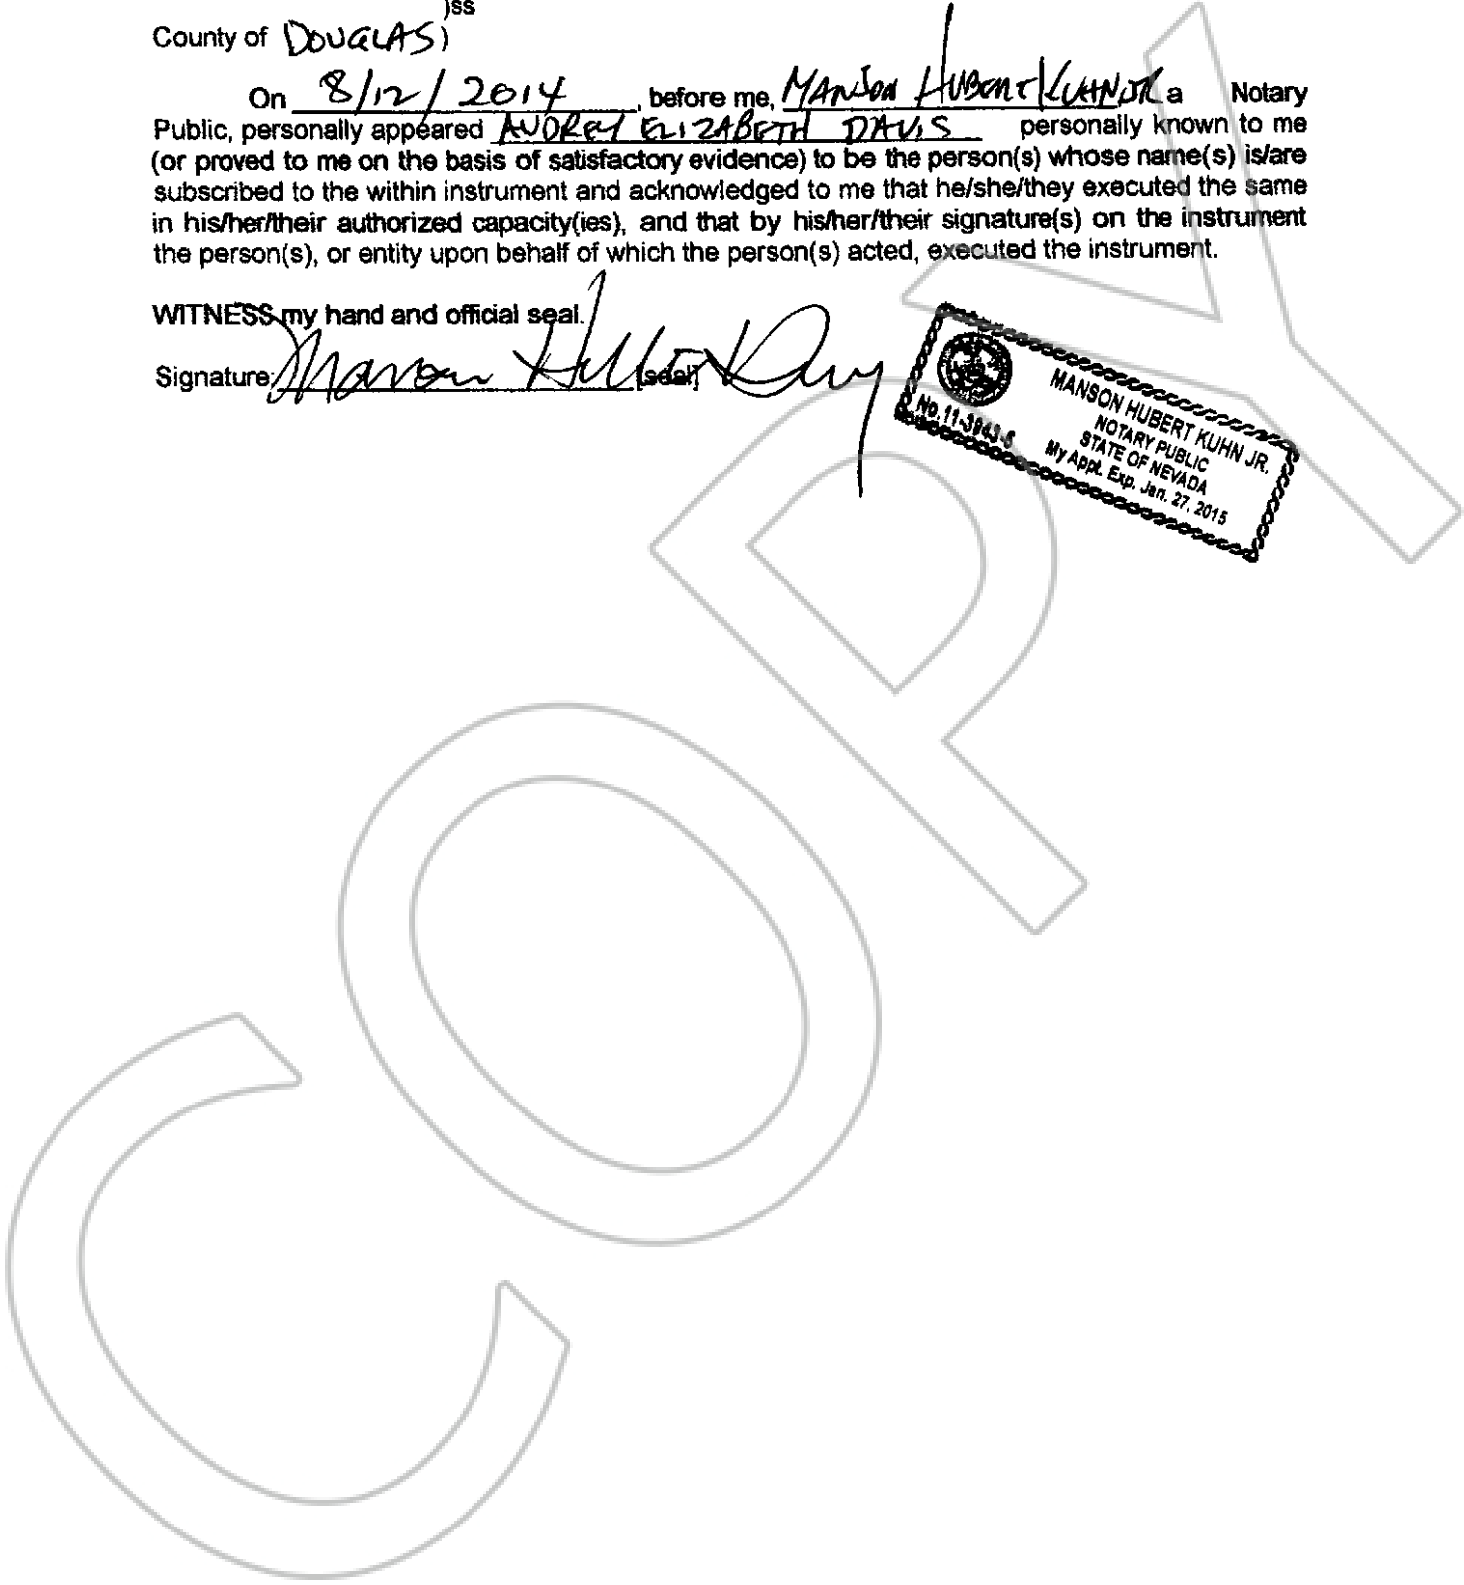 )ss
County of DOUGLAS)
On 8/12/2014, before me, MANSON HUBERT KUHN JR a Notary
Public, personally appeared AUDREY ELIZABETH DAVIS personally known to me
(or proved to me on the basis of satisfactory evidence) to be the person(s) whose name(s) is/are
subscribed to the within instrument and acknowledged to me that he/she/they executed the same
in his/her/their authorized capacity(ies), and that by his/her/their signature(s) on the instrument
the person(s), or entity upon behalf of which the person(s) acted, executed the instrument.
WITNESS my hand and official seal.
Signature: [seal]
MANSON HUBERT KUHN JR.
NOTARY PUBLIC
STATE OF NEVADA
My Appt. Exp. Jan. 27, 2015
COPY